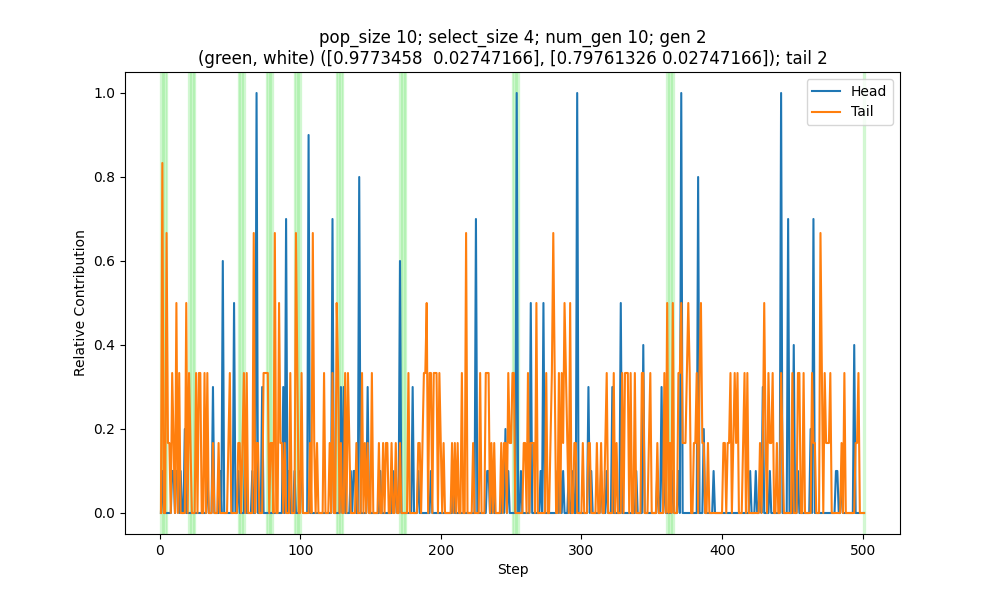 pop_size 10; select_size 4; num_gen 10; gen 2
(green, white) ([0.9773458  0.02747166], [0.79761326 0.02747166]); tail 2
Head
Tail
1.0
0.8
0.6
0.4
0.2
0.0
Relative Contribution
0
100
200
300
400
500
Step